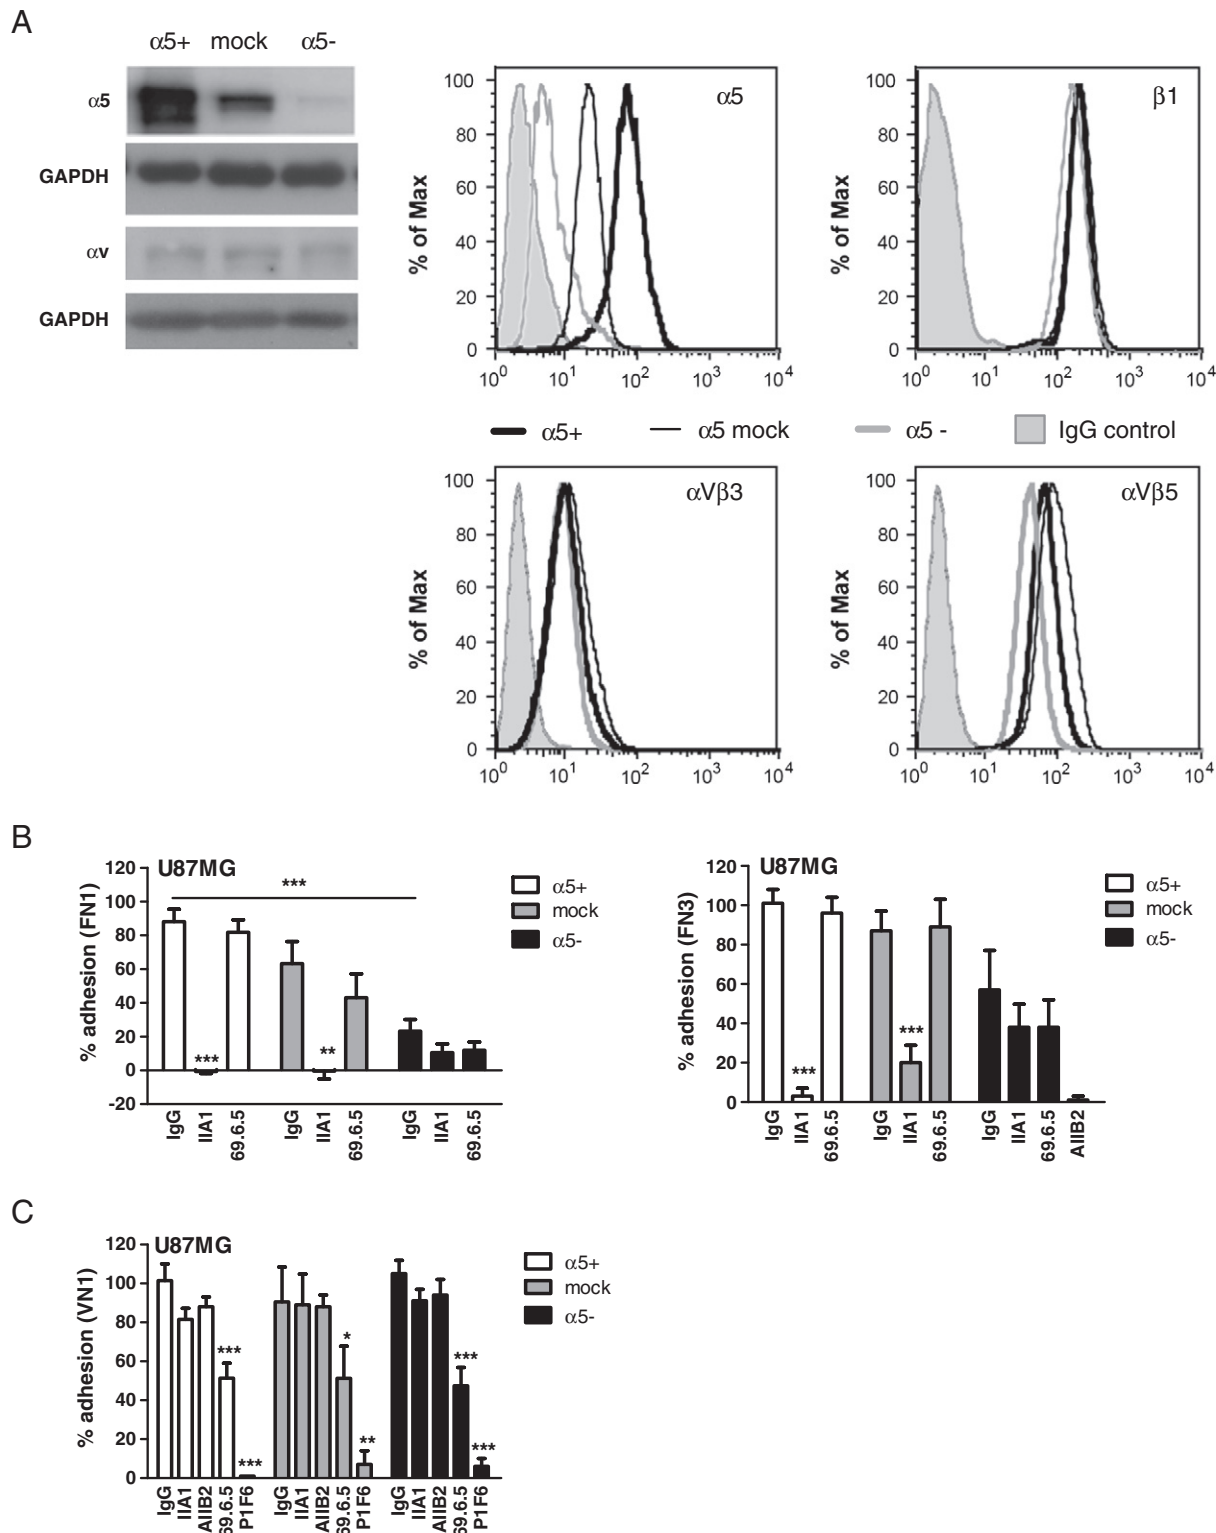 A
α5+ mock α5-
α5
GAPDH
αv
GAPDH
100
80
60
40
20
0
% of Max
α5
10^0 10^1 10^2 10^3 10^4
100
80
60
40
20
0
% of Max
β1
10^0 10^1 10^2 10^3 10^4
α5+ α5 mock α5 - IgG control
100
80
60
40
20
0
% of Max
αVβ3
10^0 10^1 10^2 10^3 10^4
100
80
60
40
20
0
% of Max
αVβ5
10^0 10^1 10^2 10^3 10^4
B
U87MG
% adhesion (FN1)
120
100
80
60
40
20
0
-20
***
***
**
IgG IIA1 69.6.5 IgG IIA1 69.6.5 IgG IIA1 69.6.5
α5+
mock
α5-
U87MG
% adhesion (FN3)
120
100
80
60
40
20
0
***
***
IgG IIA1 69.6.5 IgG IIA1 69.6.5 IgG IIA1 69.6.5 AIIB2
α5+
mock
α5-
C
U87MG
% adhesion (VN1)
120
100
80
60
40
20
0
*** *** * ** *** ***
IgG IIA1 AIIB2 69.6.5 P1F6 IgG IIA1 AIIB2 69.6.5 P1F6 IgG IIA1 AIIB2 69.6.5 P1F6
α5+
mock
α5-